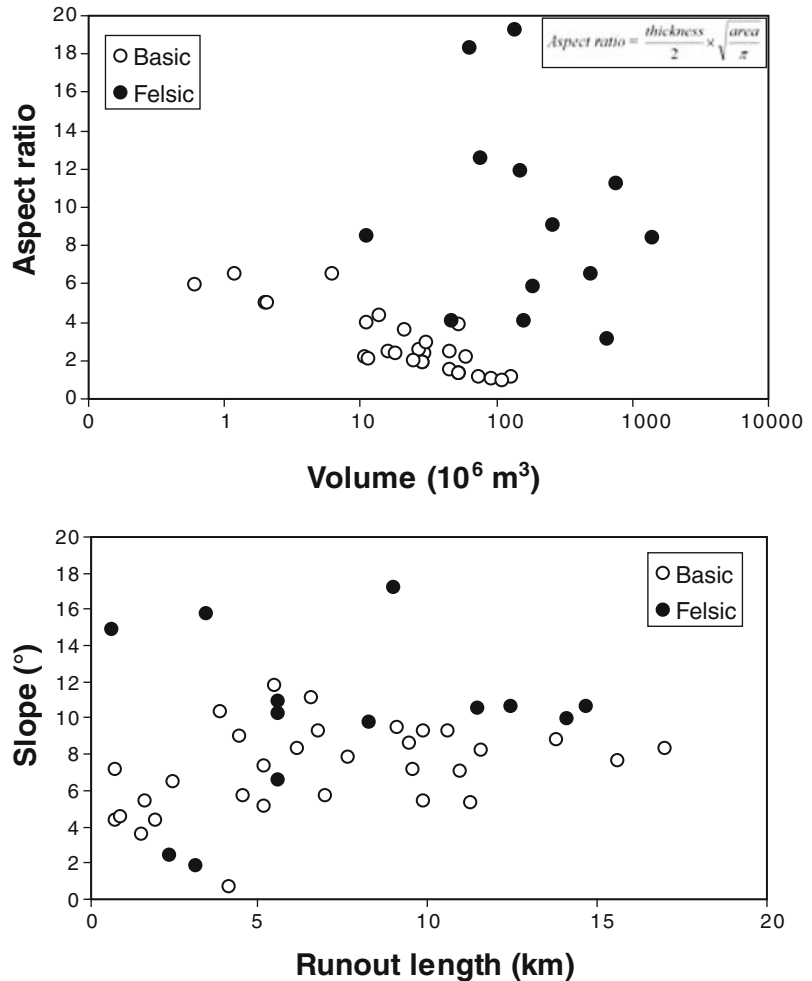 20
18
16
14
12
10
8
6
4
2
0
Aspect ratio
Basic
Felsic
Aspect ratio = thickness / 2 × √ area / π
0 1 10 100 1000 10000
Volume (10⁶ m³)
20
18
16
14
12
10
8
6
4
2
0
Slope (°)
Basic
Felsic
0 5 10 15 20
Runout length (km)